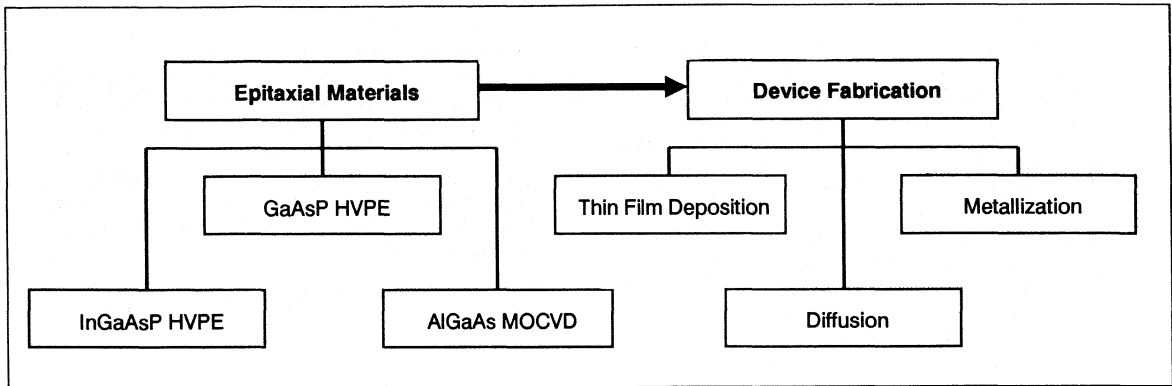 Epitaxial Materials
Device Fabrication
GaAsP HVPE
Thin Film Deposition
Metallization
InGaAsP HVPE
AlGaAs MOCVD
Diffusion